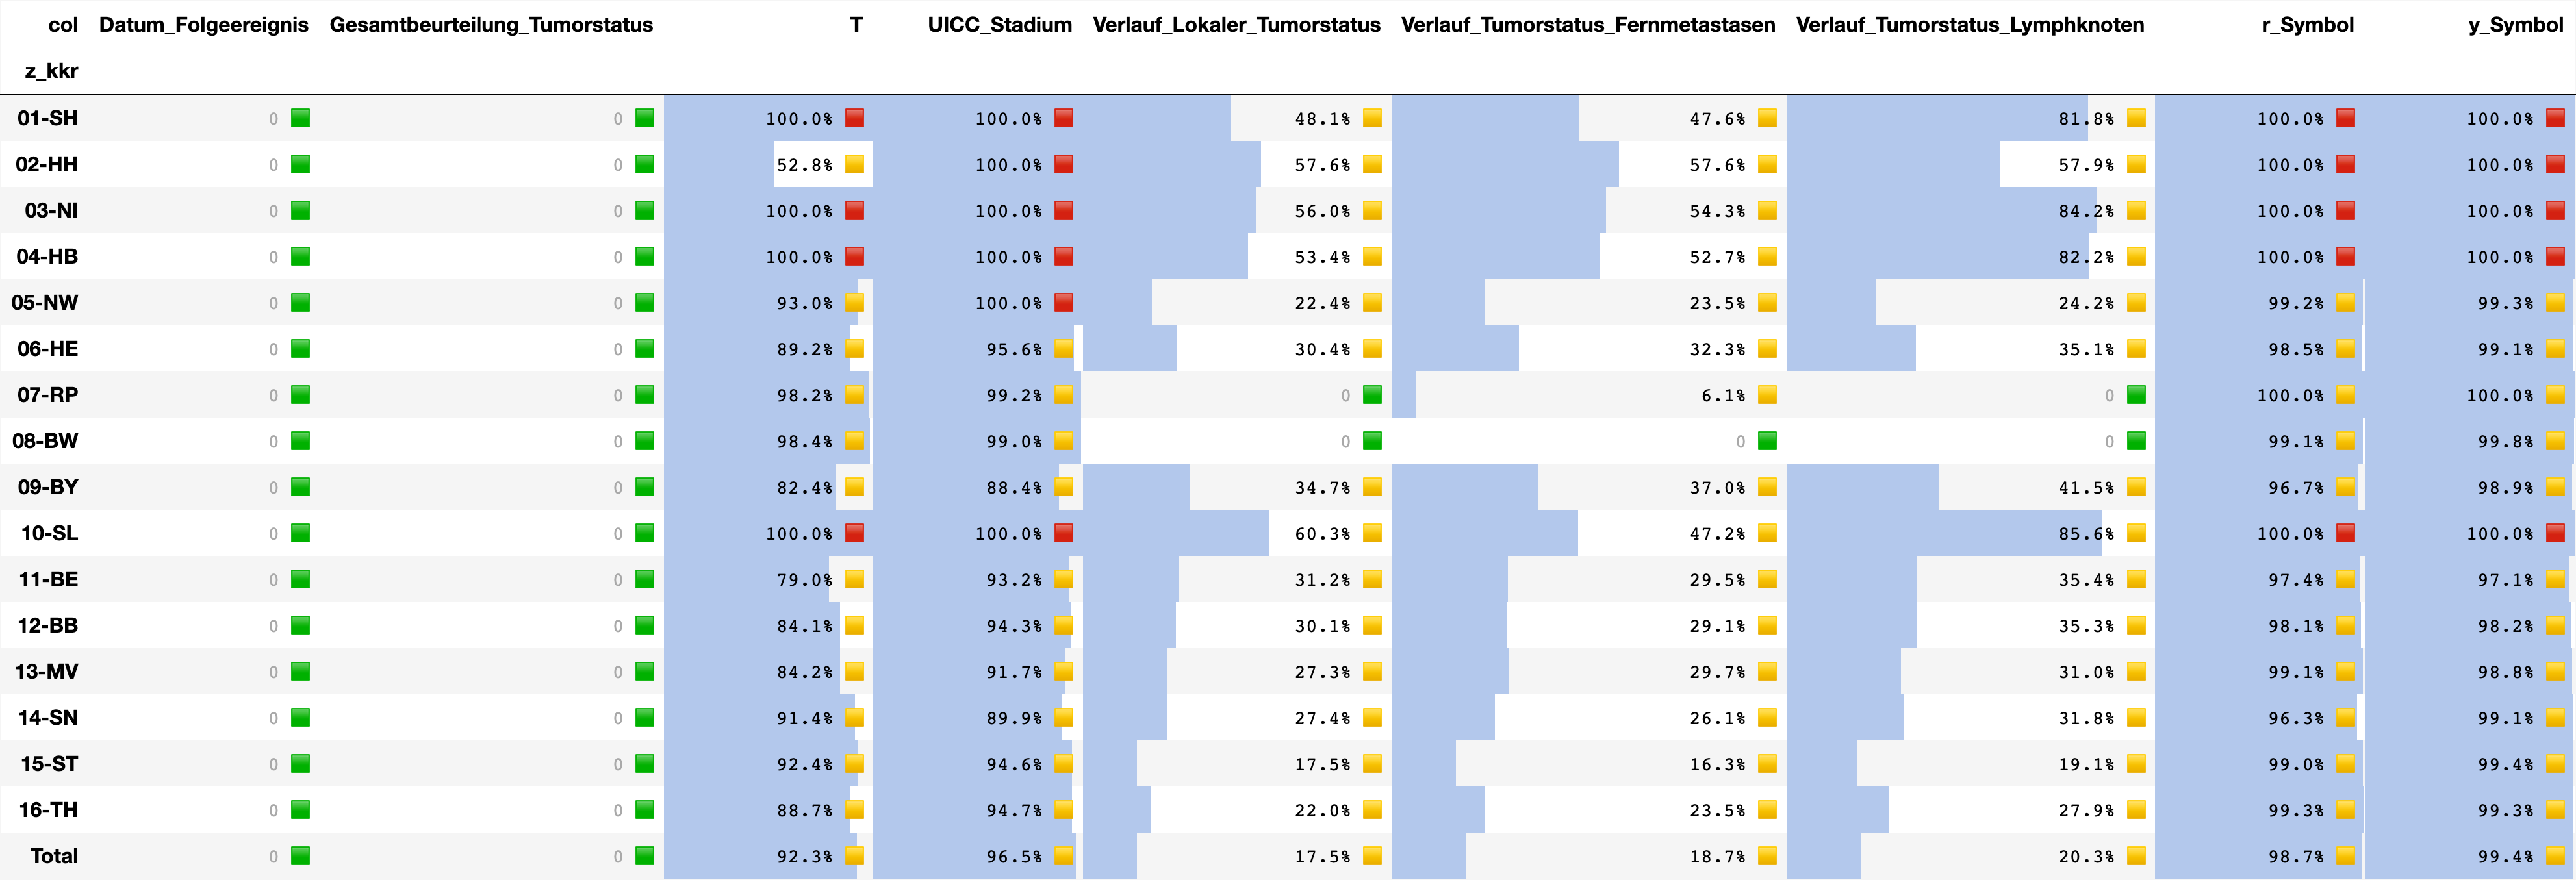 col Datum_Folgeereignis Gesamtbeurteilung_Tumorstatus T UICC_Stadium Verlauf_Lokaler_Tumorstatus Verlauf_Tumorstatus_Fernmetastasen Verlauf_Tumorstatus_Lymphknoten r_Symbol y_Symbol
z_kkr
01-SH 0 0 100.0% 100.0% 48.1% 47.6% 81.8% 100.0% 100.0%
02-HH 0 0 52.8% 100.0% 57.6% 57.6% 57.9% 100.0% 100.0%
03-NI 0 0 100.0% 100.0% 56.0% 54.3% 84.2% 100.0% 100.0%
04-HB 0 0 100.0% 100.0% 53.4% 52.7% 82.2% 100.0% 100.0%
05-NW 0 0 93.0% 100.0% 22.4% 23.5% 24.2% 99.2% 99.3%
06-HE 0 0 89.2% 95.6% 30.4% 32.3% 35.1% 98.5% 99.1%
07-RP 0 0 98.2% 99.2% 0 6.1% 0 100.0% 100.0%
08-BW 0 0 98.4% 99.0% 0 0 0 99.1% 99.8%
09-BY 0 0 82.4% 88.4% 34.7% 37.0% 41.5% 96.7% 98.9%
10-SL 0 0 100.0% 100.0% 60.3% 47.2% 85.6% 100.0% 100.0%
11-BE 0 0 79.0% 93.2% 31.2% 29.5% 35.4% 97.4% 97.1%
12-BB 0 0 84.1% 94.3% 30.1% 29.1% 35.3% 98.1% 98.2%
13-MV 0 0 84.2% 91.7% 27.3% 29.7% 31.0% 99.1% 98.8%
14-SN 0 0 91.4% 89.9% 27.4% 26.1% 31.8% 96.3% 99.1%
15-ST 0 0 92.4% 94.6% 17.5% 16.3% 19.1% 99.0% 99.4%
16-TH 0 0 88.7% 94.7% 22.0% 23.5% 27.9% 99.3% 99.3%
Total 0 0 92.3% 96.5% 17.5% 18.7% 20.3% 98.7% 99.4%